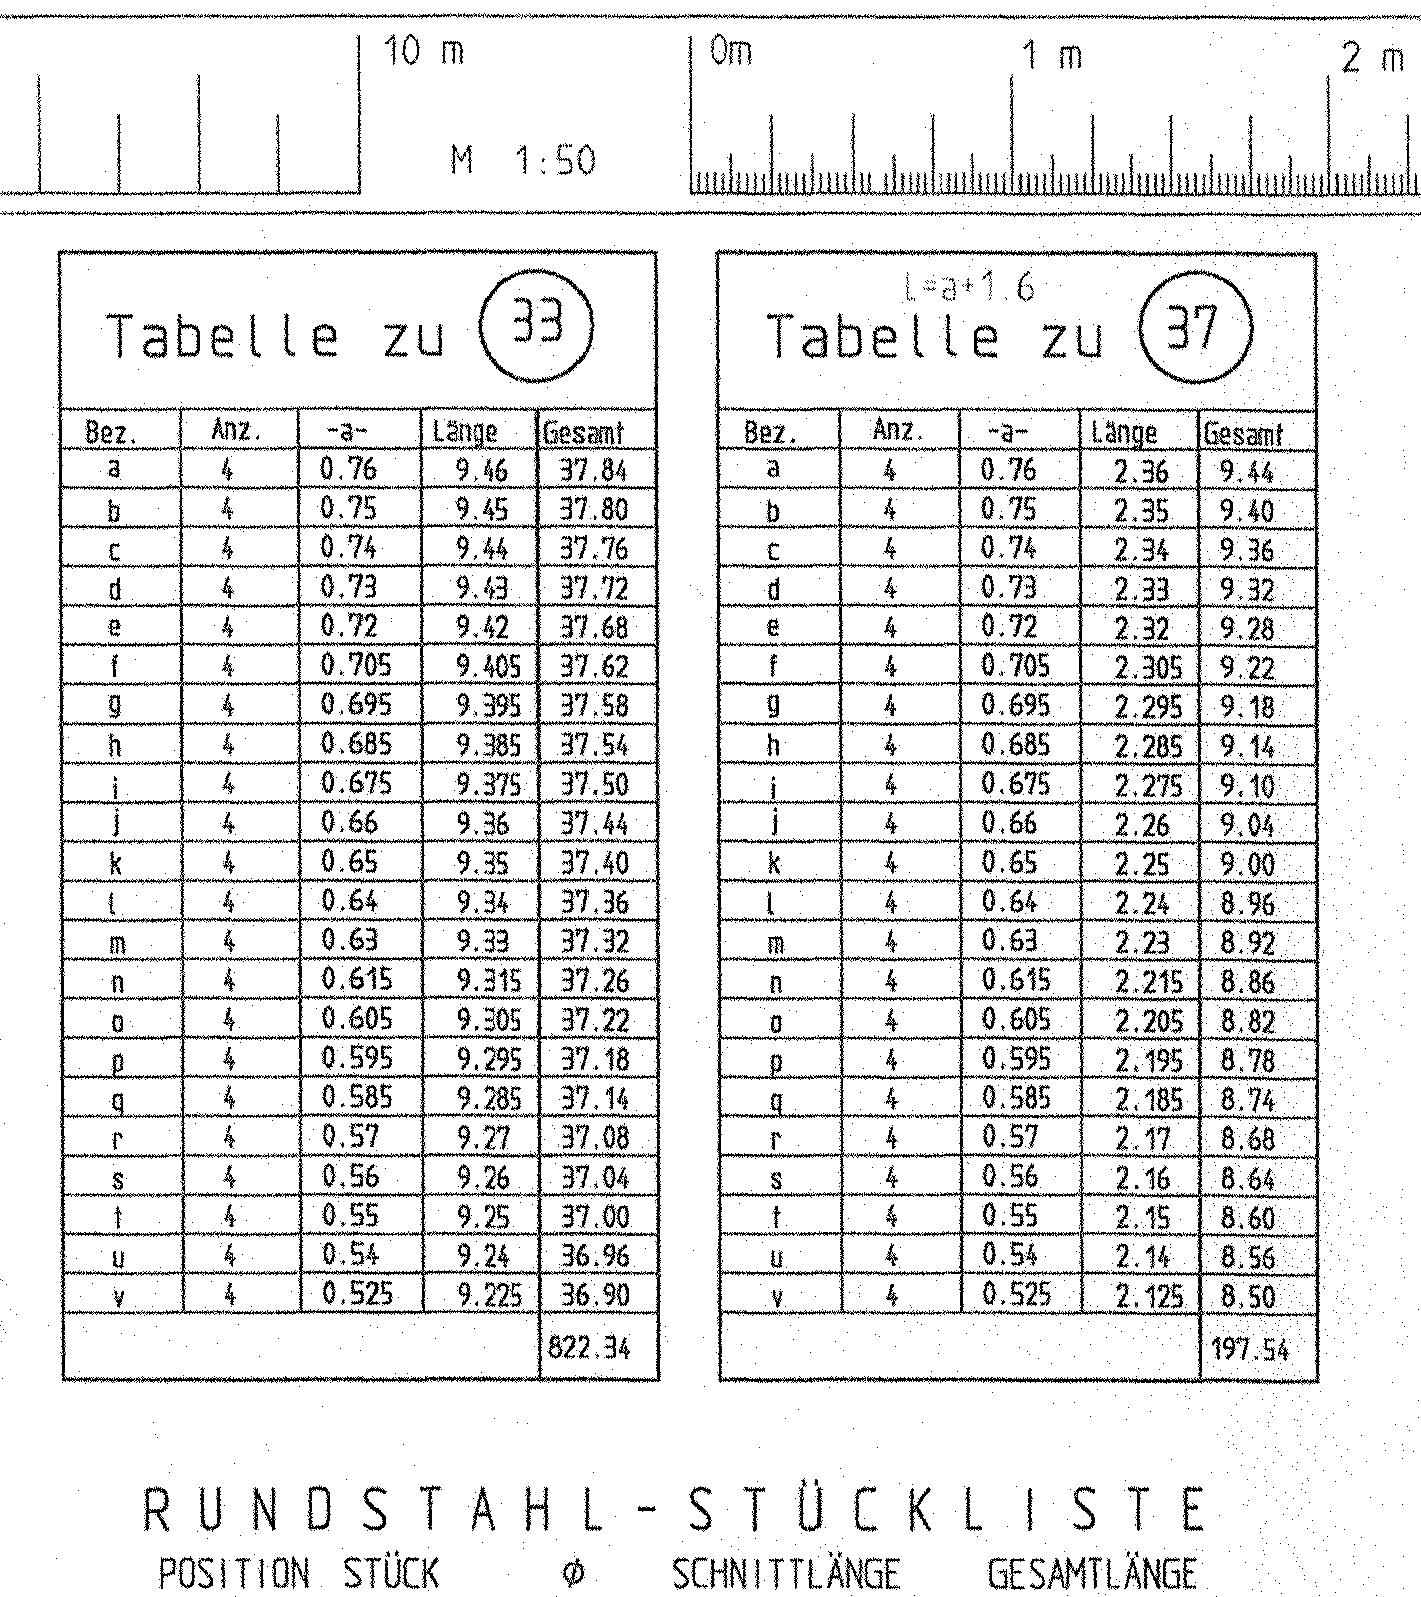 10 m 0m 1 m 2 m
M 1:50
L=a+1.6
Tabelle zu 33 Tabelle zu 37
Bez. Anz. -a- Länge Gesamt Bez. Anz. -a- Länge Gesamt
a 4 0.76 9.46 37.84 a 4 0.76 2.36 9.44
b 4 0.75 9.45 37.80 b 4 0.75 2.35 9.40
c 4 0.74 9.44 37.76 c 4 0.74 2.34 9.36
d 4 0.73 9.43 37.72 d 4 0.73 2.33 9.32
e 4 0.72 9.42 37.68 e 4 0.72 2.32 9.28
f 4 0.705 9.405 37.62 f 4 0.705 2.305 9.22
g 4 0.695 9.395 37.58 g 4 0.695 2.295 9.18
h 4 0.685 9.385 37.54 h 4 0.685 2.285 9.14
i 4 0.675 9.375 37.50 i 4 0.675 2.275 9.10
j 4 0.66 9.36 37.44 j 4 0.66 2.26 9.04
k 4 0.65 9.35 37.40 k 4 0.65 2.25 9.00
l 4 0.64 9.34 37.36 l 4 0.64 2.24 8.96
m 4 0.63 9.33 37.32 m 4 0.63 2.23 8.92
n 4 0.615 9.315 37.26 n 4 0.615 2.215 8.86
o 4 0.605 9.305 37.22 o 4 0.605 2.205 8.82
p 4 0.595 9.295 37.18 p 4 0.595 2.195 8.78
q 4 0.585 9.285 37.14 q 4 0.585 2.185 8.74
r 4 0.57 9.27 37.08 r 4 0.57 2.17 8.68
s 4 0.56 9.26 37.04 s 4 0.56 2.16 8.64
t 4 0.55 9.25 37.00 t 4 0.55 2.15 8.60
u 4 0.54 9.24 36.96 u 4 0.54 2.14 8.56
v 4 0.525 9.225 36.90 v 4 0.525 2.125 8.50
822.34 197.54
RUNDSTAHL-STÜCKLISTE
POSITION STÜCK ø SCHNITTLÄNGE GESAMTLÄNGE